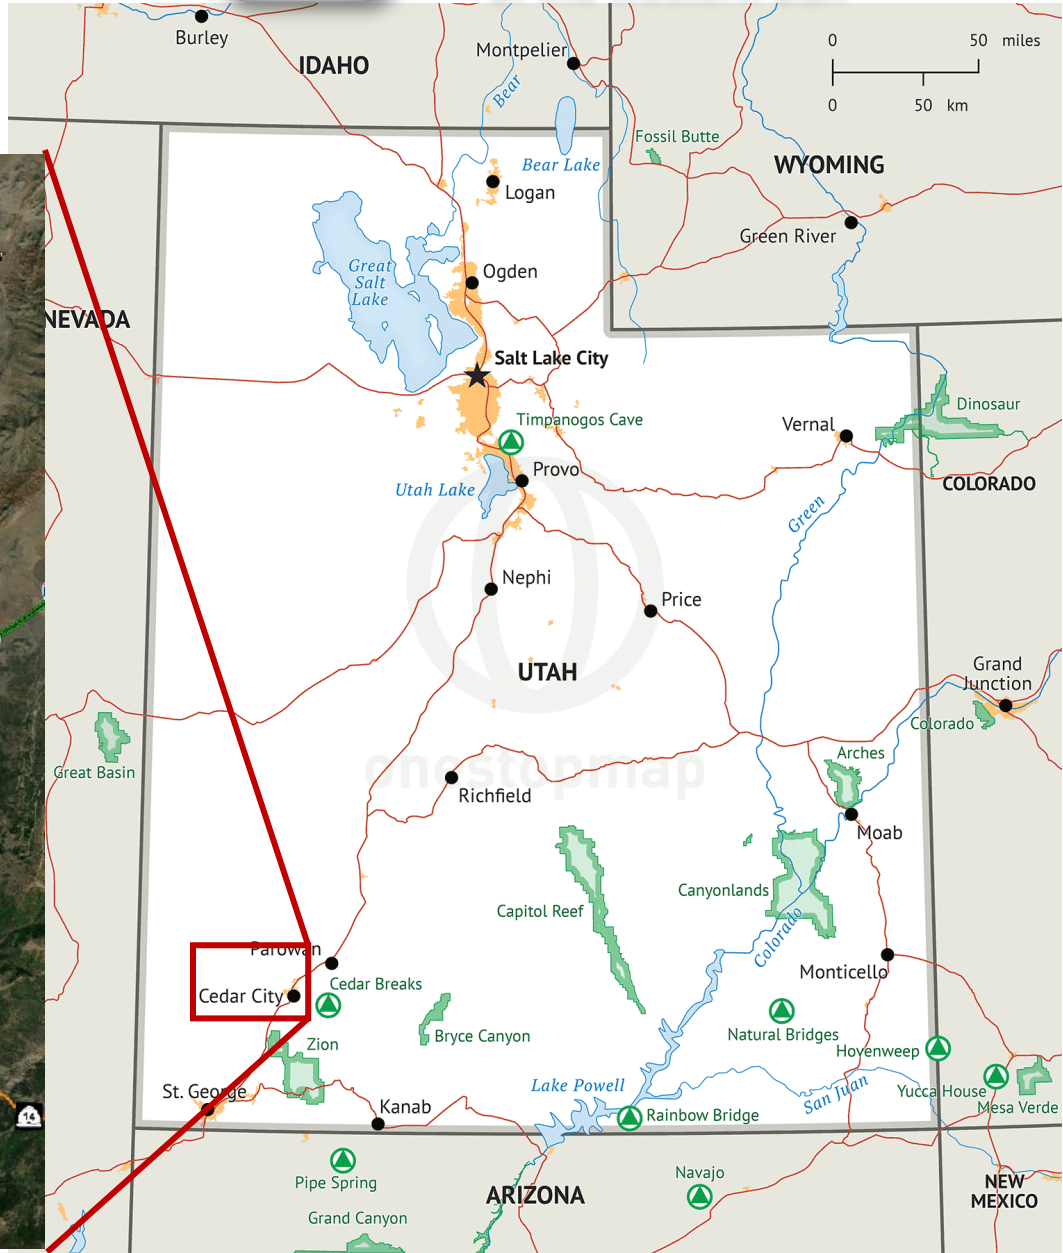 Burley
IDAHO
Montpelier
Bear
0
50 miles
0
50 km
Fossil Butte
WYOMING
Bear Lake
Logan
Green River
Great
Salt
Lake
Ogden
NEVADA
Salt Lake City
Dinosaur
Timpanogos Cave
Vernal
Provo
COLORADO
Utah Lake
Green
Nephi
Price
UTAH
Grand
Junction
Colorado
Great Basin
onestopmap
Arches
Richfield
Moab
Canyonlands
Capitol Reef
Colorado
Parowan
Monticello
Cedar City
Cedar Breaks
Bryce Canyon
Natural Bridges
Zion
Hovenweep
St. George
Lake Powell
San Juan
Yucca House
Mesa Verde
Kanab
Rainbow Bridge
14
Pipe Spring
Navajo
ARIZONA
NEW
MEXICO
Grand Canyon